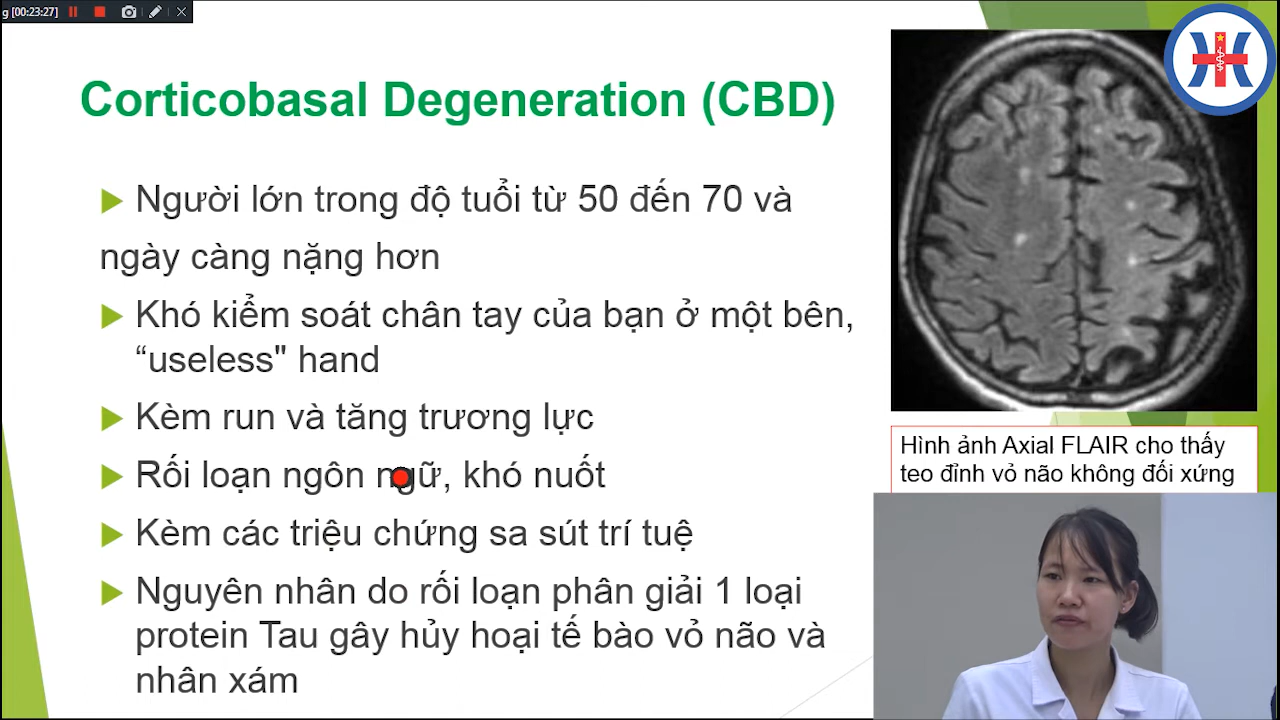 g [00:23:27]
Corticobasal Degeneration (CBD)
Người lớn trong độ tuổi từ 50 đến 70 và
ngày càng nặng hơn
Khó kiểm soát chân tay của bạn ở một bên,
“useless" hand
Kèm run và tăng trương lực
Rối loạn ngôn ngữ, khó nuốt
Kèm các triệu chứng sa sút trí tuệ
Nguyên nhân do rối loạn phân giải 1 loại
protein Tau gây hủy hoại tế bào vỏ não và
nhân xám
Hình ảnh Axial FLAIR cho thấy
teo đỉnh vỏ não không đối xứng